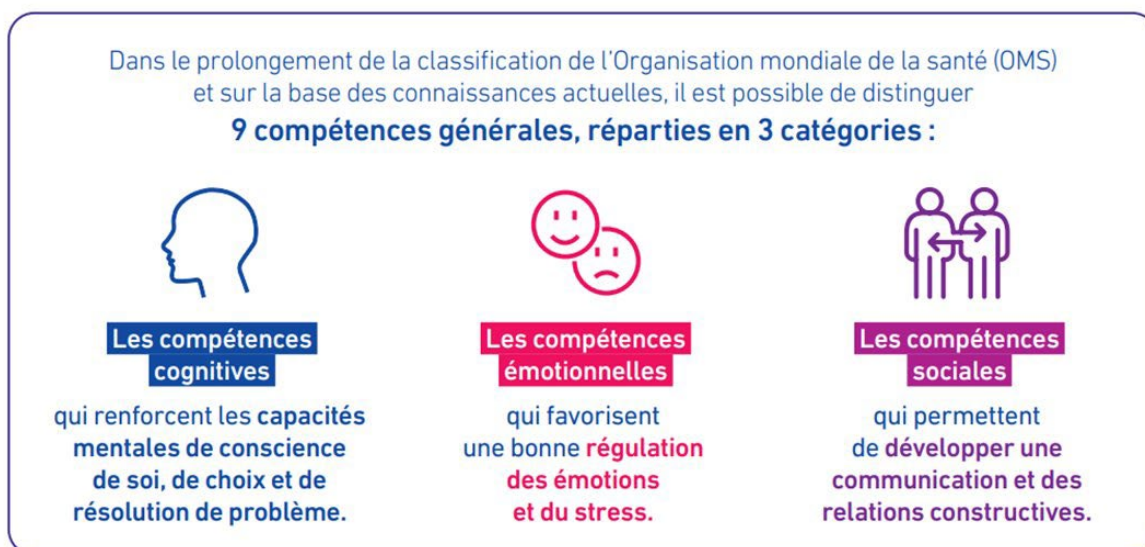 Dans le prolongement de la classification de l'Organisation mondiale de la santé (OMS)
et sur la base des connaissances actuelles, il est possible de distinguer
9 compétences générales, réparties en 3 catégories :
Les compétences
cognitives
qui renforcent les capacités
mentales de conscience
de soi, de choix et de
résolution de problème.
Les compétences
émotionnelles
qui favorisent
une bonne régulation
des émotions
et du stress.
Les compétences
sociales
qui permettent
de développer une
communication et des
relations constructives.